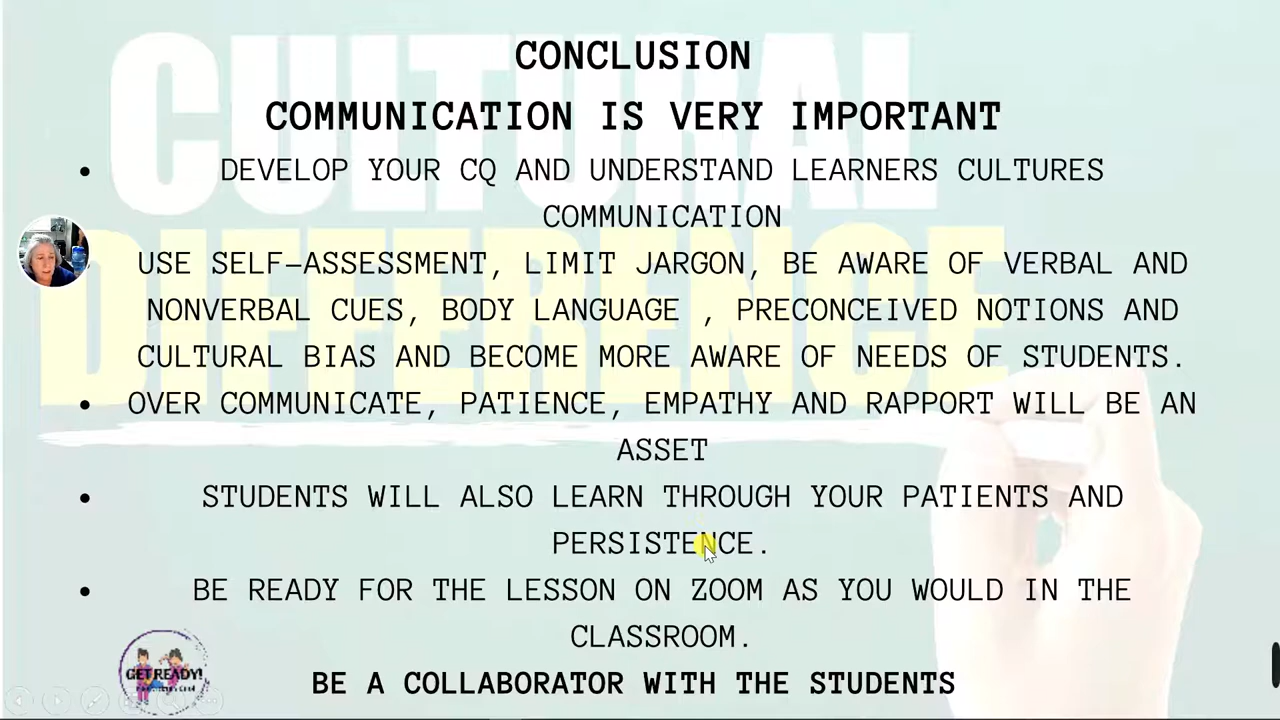 CULTURAL
DIFFERENCE
CONCLUSION
COMMUNICATION IS VERY IMPORTANT
• DEVELOP YOUR CQ AND UNDERSTAND LEARNERS CULTURES
COMMUNICATION
USE SELF-ASSESSMENT, LIMIT JARGON, BE AWARE OF VERBAL AND
NONVERBAL CUES, BODY LANGUAGE , PRECONCEIVED NOTIONS AND
CULTURAL BIAS AND BECOME MORE AWARE OF NEEDS OF STUDENTS.
• OVER COMMUNICATE, PATIENCE, EMPATHY AND RAPPORT WILL BE AN
ASSET
• STUDENTS WILL ALSO LEARN THROUGH YOUR PATIENTS AND
PERSISTENCE.
• BE READY FOR THE LESSON ON ZOOM AS YOU WOULD IN THE
CLASSROOM.
BE A COLLABORATOR WITH THE STUDENTS
GET READY!